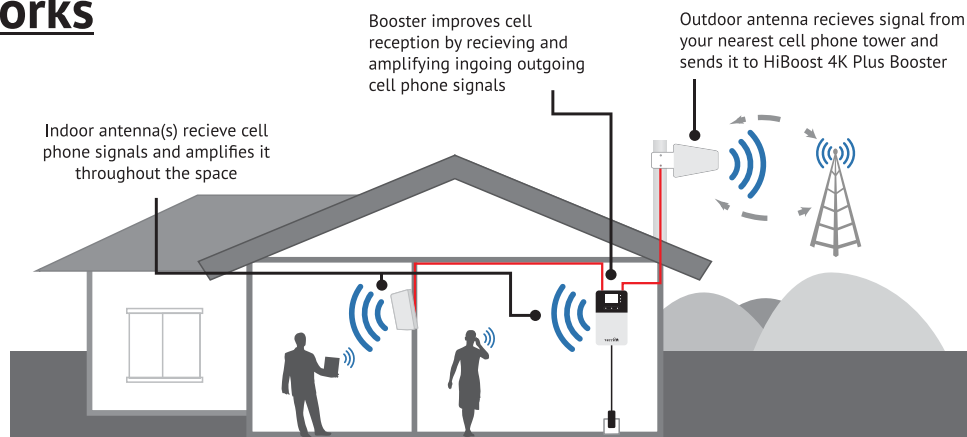 orks
Booster improves cell
reception by recieving and
amplifying ingoing outgoing
cell phone signals
Outdoor antenna recieves signal from
your nearest cell phone tower and
sends it to HiBoost 4K Plus Booster
Indoor antenna(s) recieve cell
phone signals and amplifies it
throughout the space